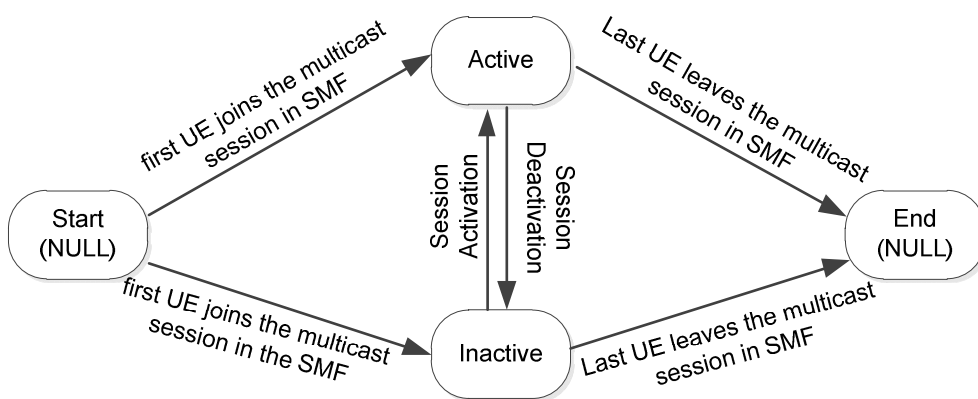 first UE joins the multicast
session in SMF
Active
Last UE leaves the multicast
session in SMF
Start
(NULL)
Session
Activation
Session
Deactivation
End
(NULL)
first UE joins the multicast
session in the SMF
Inactive
Last UE leaves the multicast
session in SMF